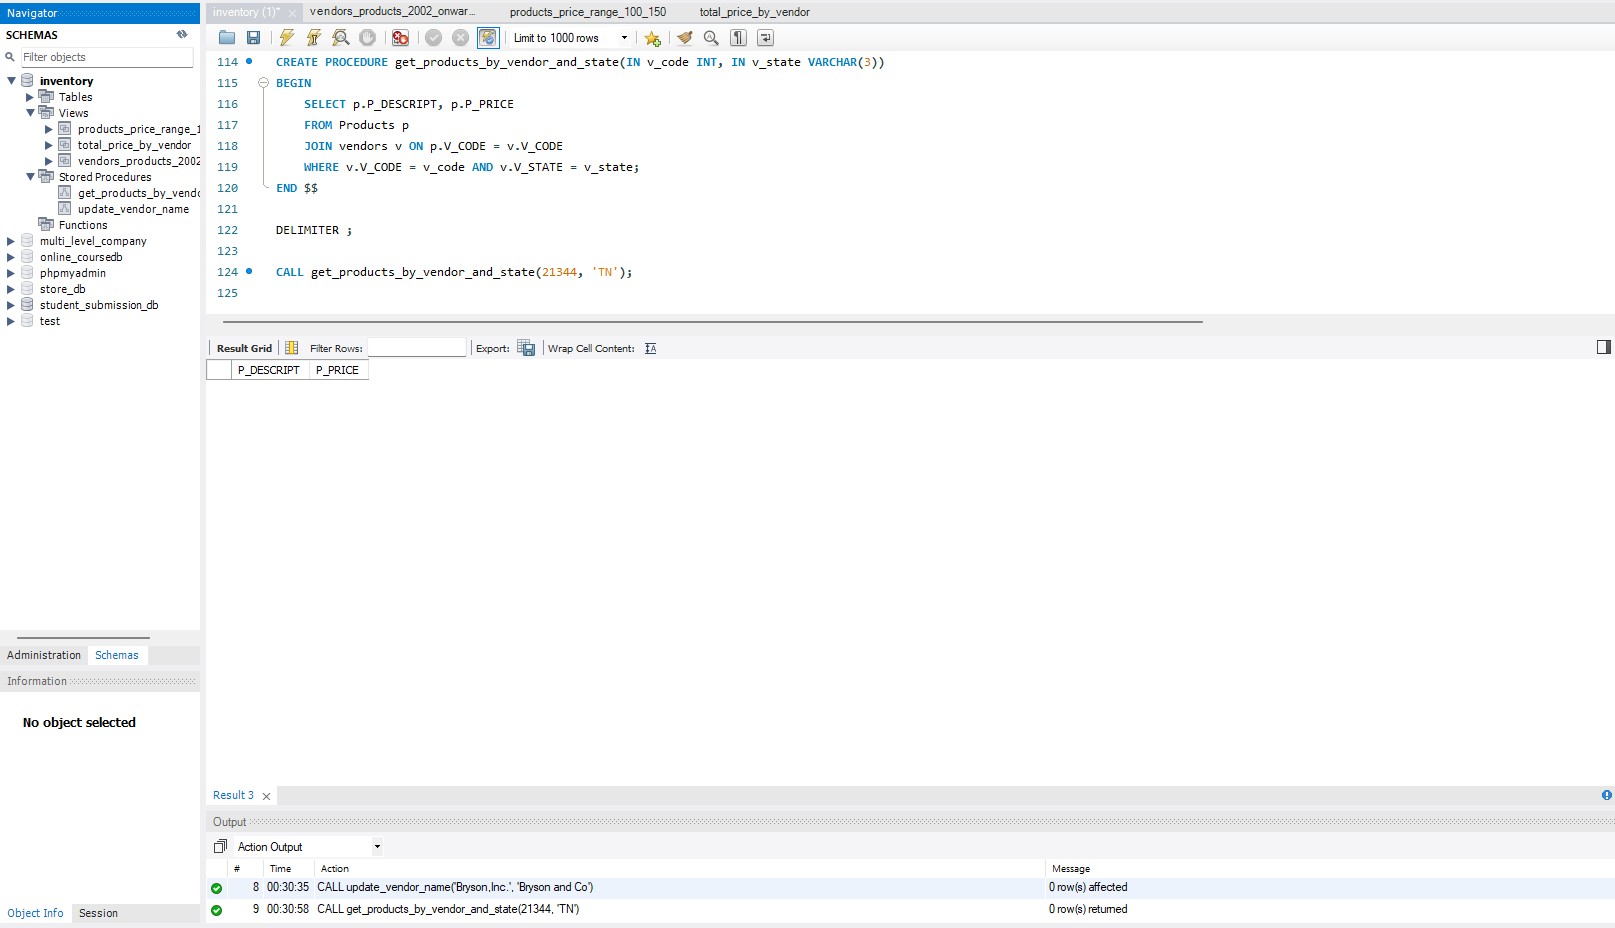 Navigator
SCHEMAS
Filter objects
inventory
Tables
Views
products_price_range_1
total_price_by_vendor
vendors_products_2002
Stored Procedures
get_products_by_vendo
update_vendor_name
Functions
multi_level_company
online_coursedb
phpmyadmin
store_db
student_submission_db
test
Administration Schemas
Information
No object selected
Object Info Session
inventory (1)* vendors_products_2002_onwar... products_price_range_100_150 total_price_by_vendor
Limit to 1000 rows
114 CREATE PROCEDURE get_products_by_vendor_and_state(IN v_code INT, IN v_state VARCHAR(3))
115 BEGIN
116 SELECT p.P_DESCRIPT, p.P_PRICE
117 FROM Products p
118 JOIN vendors v ON p.V_CODE = v.V_CODE
119 WHERE v.V_CODE = v_code AND v.V_STATE = v_state;
120 END $$
121
122 DELIMITER ;
123
124 CALL get_products_by_vendor_and_state(21344, 'TN');
125
Result Grid Filter Rows: Export: Wrap Cell Content:
P_DESCRIPT P_PRICE
Result 3
Output
Action Output
# Time Action Message
8 00:30:35 CALL update_vendor_name('Bryson,Inc.', 'Bryson and Co') 0 row(s) affected
9 00:30:58 CALL get_products_by_vendor_and_state(21344, 'TN') 0 row(s) returned